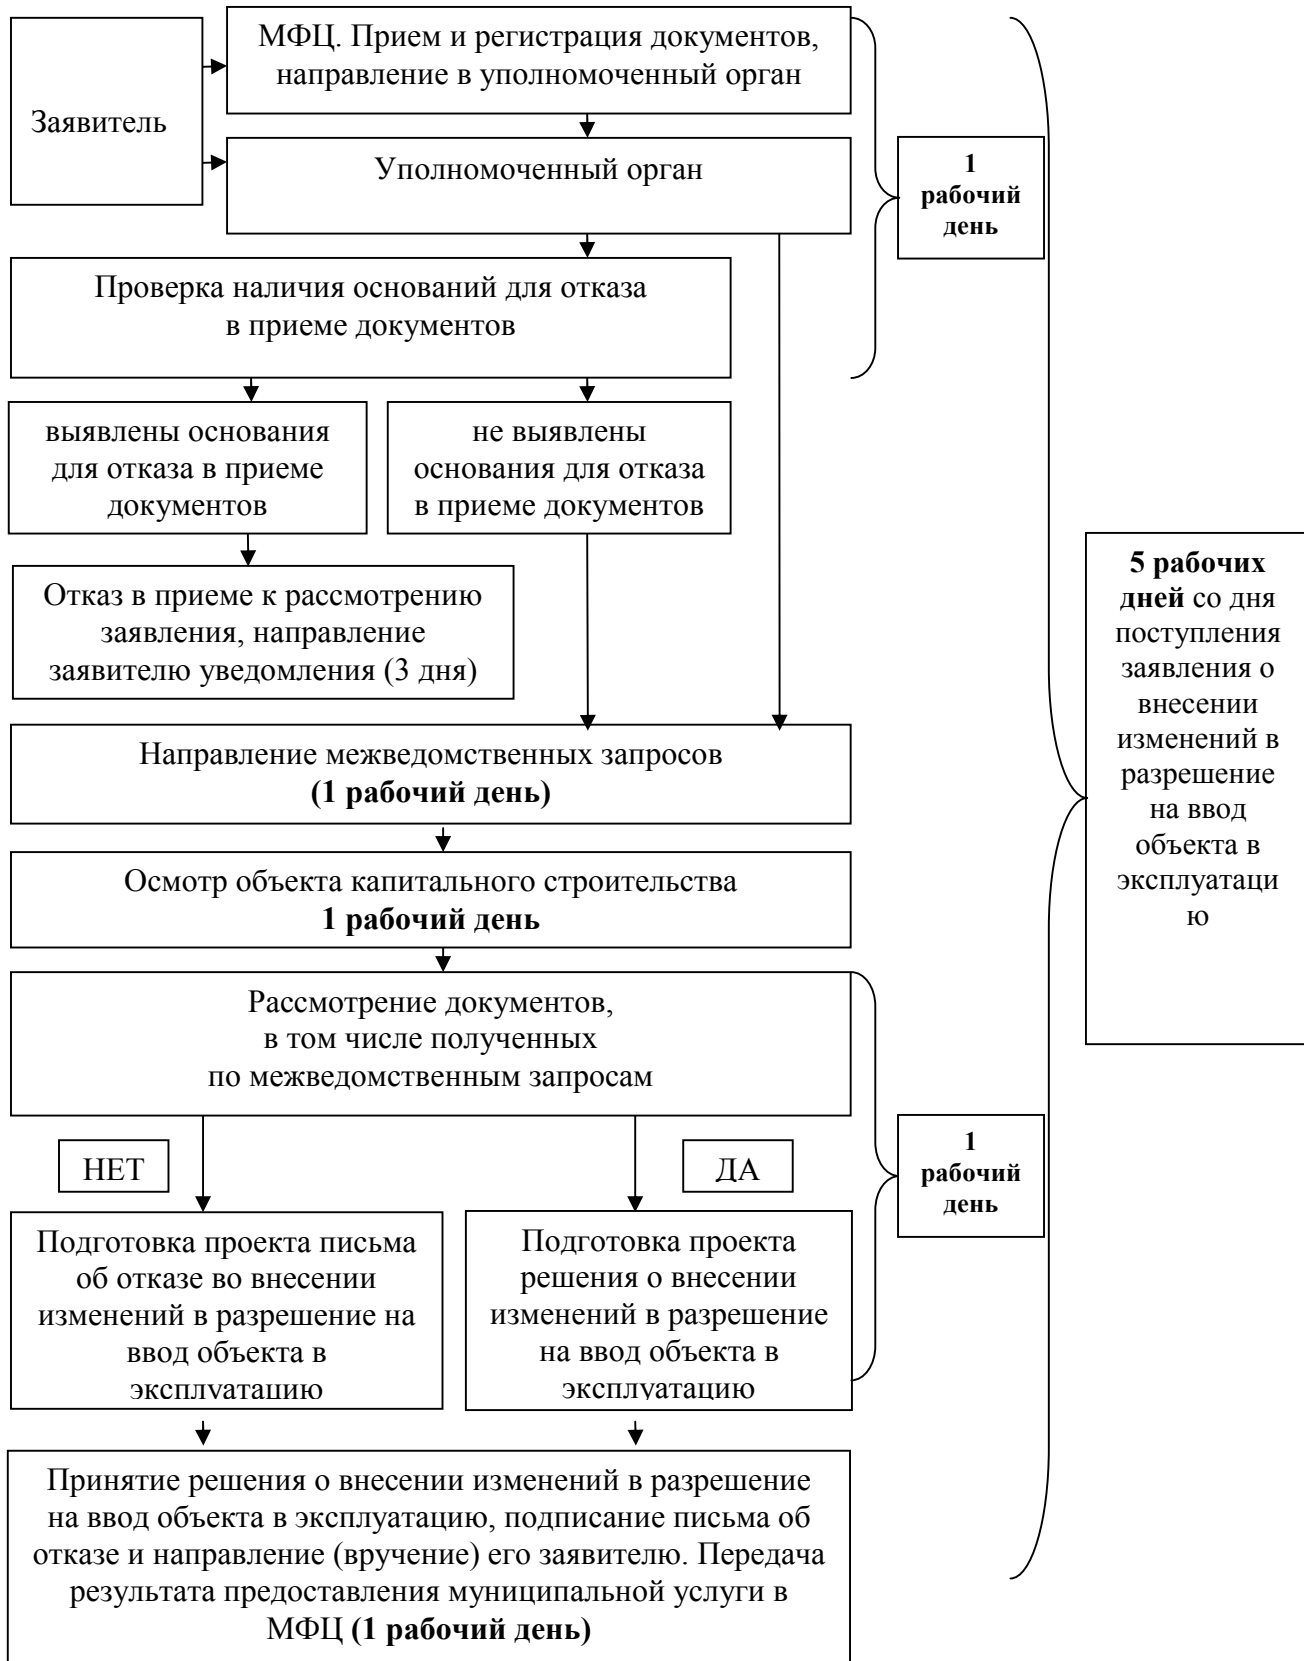 МФЦ. Прием и регистрация документов,
направление в уполномоченный орган
Заявитель
Уполномоченный орган
1
рабочий
день
Проверка наличия оснований для отказа
в приеме документов
выявлены основания
для отказа в приеме
документов
не выявлены
основания для отказа
в приеме документов
Отказ в приеме к рассмотрению
заявления, направление
заявителю уведомления (3 дня)
5 рабочих
дней со дня
поступления
заявления о
внесении
изменений в
разрешение
на ввод
объекта в
эксплуатаци
ю
Направление межведомственных запросов
(1 рабочий день)
Осмотр объекта капитального строительства
1 рабочий день
Рассмотрение документов,
в том числе полученных
по межведомственным запросам
НЕТ
ДА
1
рабочий
день
Подготовка проекта письма
об отказе во внесении
изменений в разрешение на
ввод объекта в
эксплуатацию
Подготовка проекта
решения о внесении
изменений в разрешение
на ввод объекта в
эксплуатацию
Принятие решения о внесении изменений в разрешение
на ввод объекта в эксплуатацию, подписание письма об
отказе и направление (вручение) его заявителю. Передача
результата предоставления муниципальной услуги в
МФЦ (1 рабочий день)